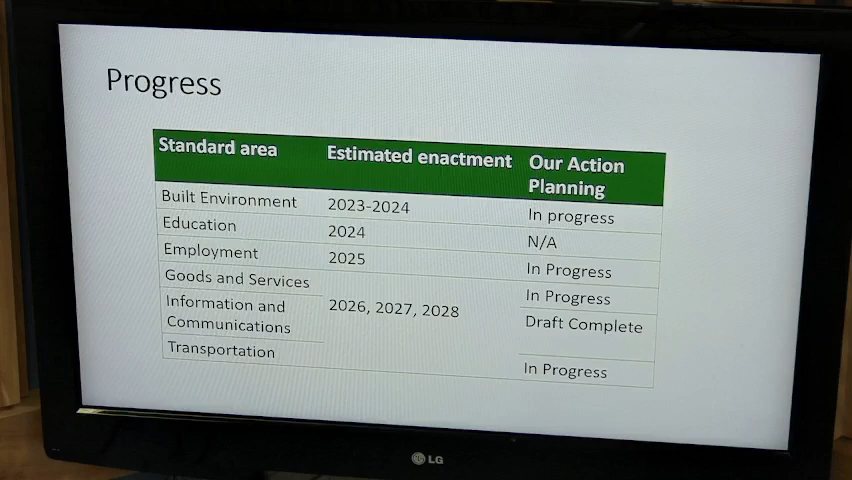 Progress
Standard area Estimated enactment Our Action
Planning
Built Environment 2023-2024 In progress
Education 2024 N/A
Employment 2025 In Progress
Goods and Services In Progress
Information and 2026, 2027, 2028 Draft Complete
Communications
Transportation In Progress
LG